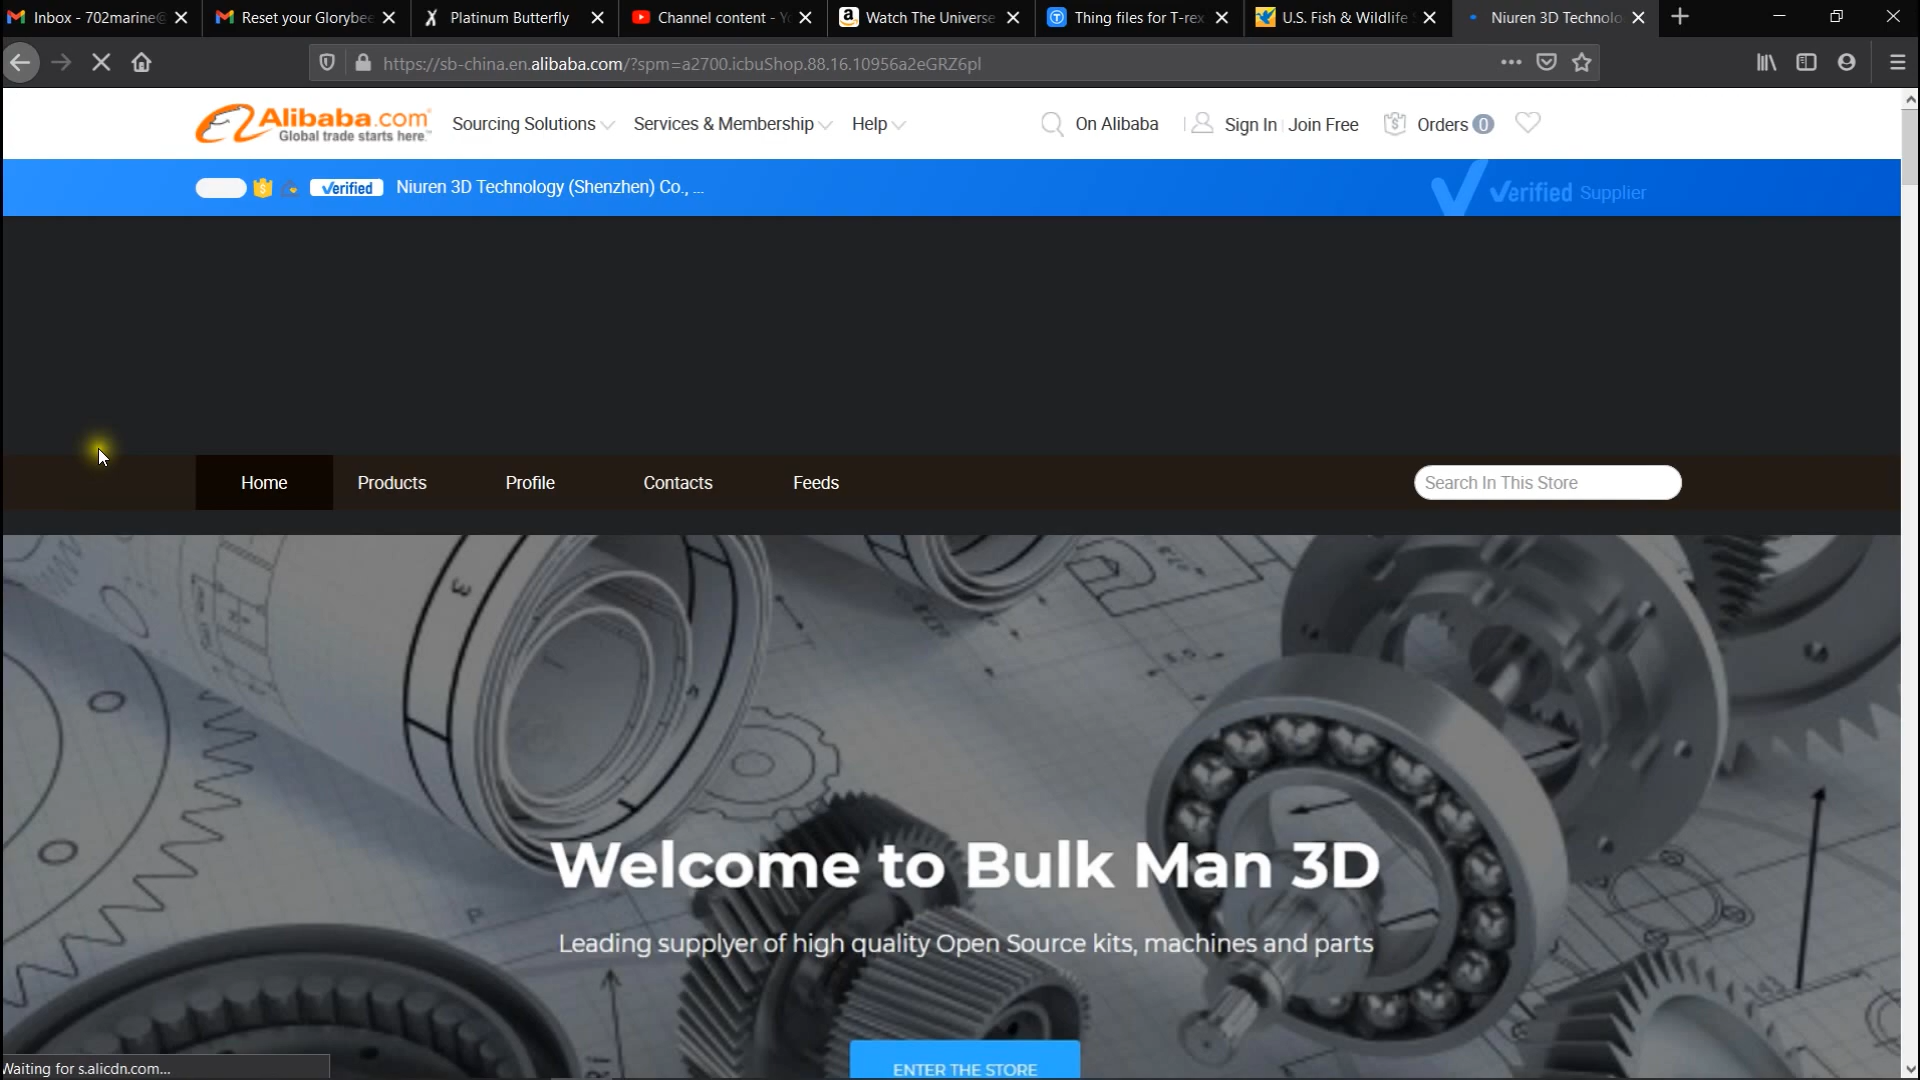 Inbox - 702marine@
Reset your Glorybee
Platinum Butterfly
Channel content - Yo
Watch The Universe
Thing files for T-rex
U.S. Fish & Wildlife S
Niuren 3D Technolo
https://sb-china.en.alibaba.com/?spm=a2700.icbuShop.88.16.10956a2eGRZ6pl
Alibaba.com
Global trade starts here.
Sourcing Solutions
Services & Membership
Help
On Alibaba
Sign In
Join Free
Orders 0
Verified
Niuren 3D Technology (Shenzhen) Co., ...
Verified Supplier
Home
Products
Profile
Contacts
Feeds
Search In This Store
Welcome to Bulk Man 3D
Leading supplyer of high quality Open Source kits, machines and parts
ENTER THE STORE
Waiting for s.alicdn.com...